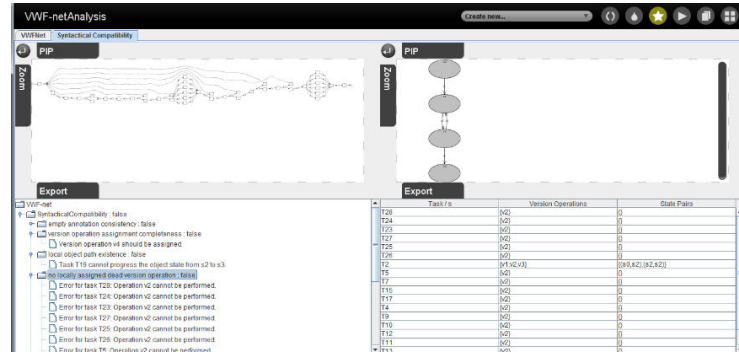 VWF-netAnalysis
Create new...
VWFNet
Syntactical Compatibility
PIP
Zoom
Export
PIP
Zoom
Export
VWF-net
SyntacticalCompatibility : false
empty annotation consistency : false
version operation assignment completeness : false
Version operation v4 should be assigned.
local object path existence : false
Task T19 cannot progress the object state from s2 to s3.
no locally assigned dead version operation : false
Error for task T28: Operation v2 cannot be performed.
Error for task T24: Operation v2 cannot be performed.
Error for task T23: Operation v2 cannot be performed.
Error for task T27: Operation v2 cannot be performed.
Error for task T25: Operation v2 cannot be performed.
Error for task T26: Operation v2 cannot be performed.
Error for task T5: Operation v2 cannot be performed.
Task / s Version Operations State Pairs
T28 {v2} {}
T24 {v2} {}
T23 {v2} {}
T27 {v2} {}
T25 {v2} {}
T26 {v2} {}
T2 {v1,v2,v3} {(s0,s2),(s2,s2)}
T5 {v2} {}
T7 {v2} {}
T15 {v2} {}
T17 {v2} {}
T4 {v2} {}
T9 {v2} {}
T10 {v2} {}
T12 {v2} {}
T11 {v2} {}
T13 {v2} {}